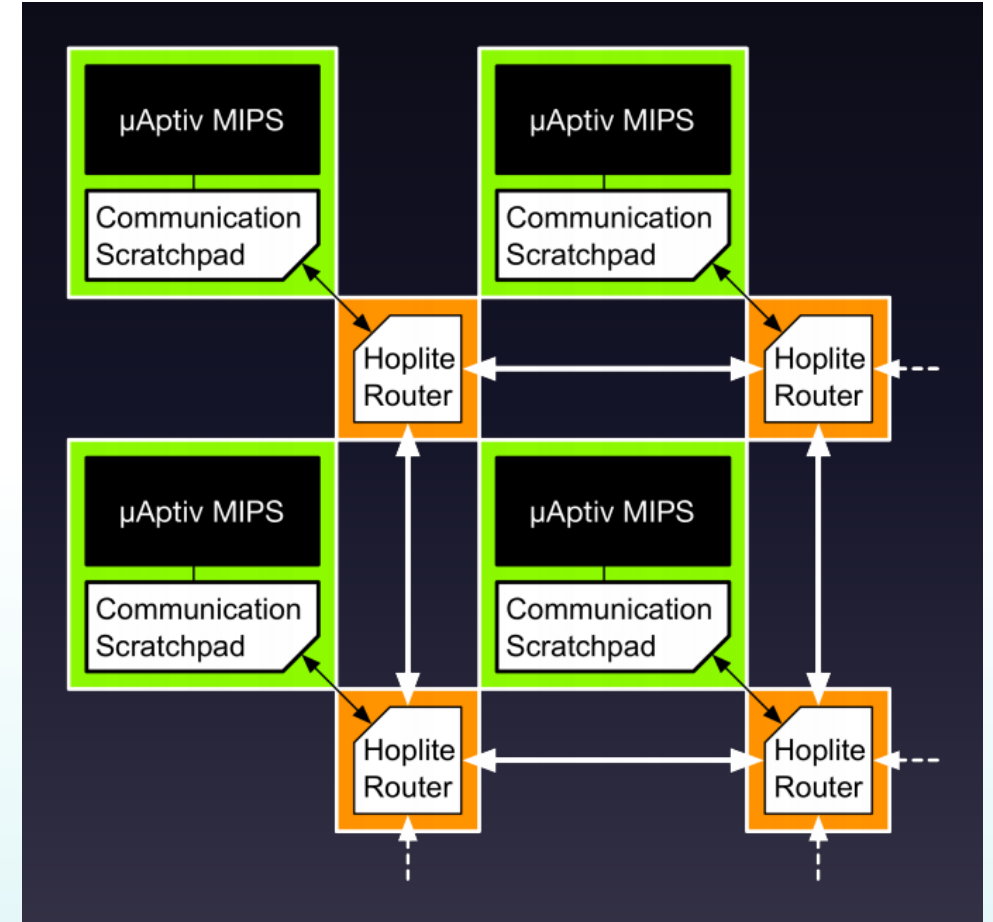 µAptiv MIPS
µAptiv MIPS
Communication
Scratchpad
Communication
Scratchpad
Hoplite
Router
Hoplite
Router
µAptiv MIPS
µAptiv MIPS
Communication
Scratchpad
Communication
Scratchpad
Hoplite
Router
Hoplite
Router